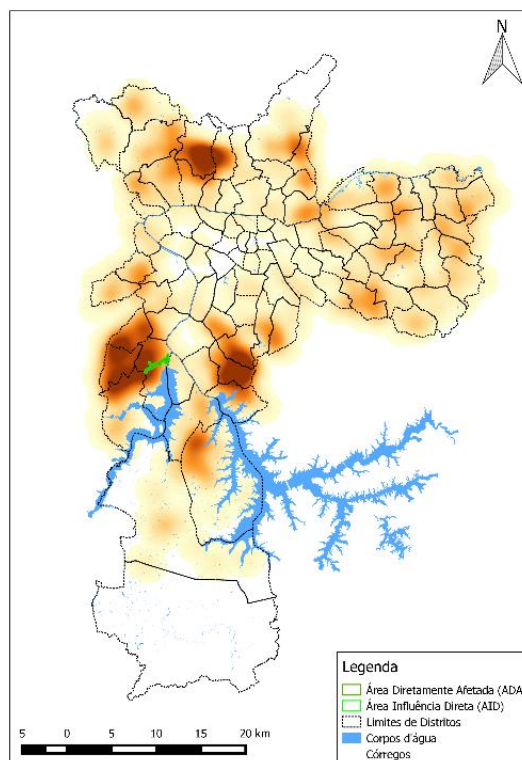 N
Legenda
Área Diretamente Afetada (ADA
Área Influência Direta (AID)
Limites de Distritos
Corpos d'água
Córregos
5 0 5 10 15 20 km